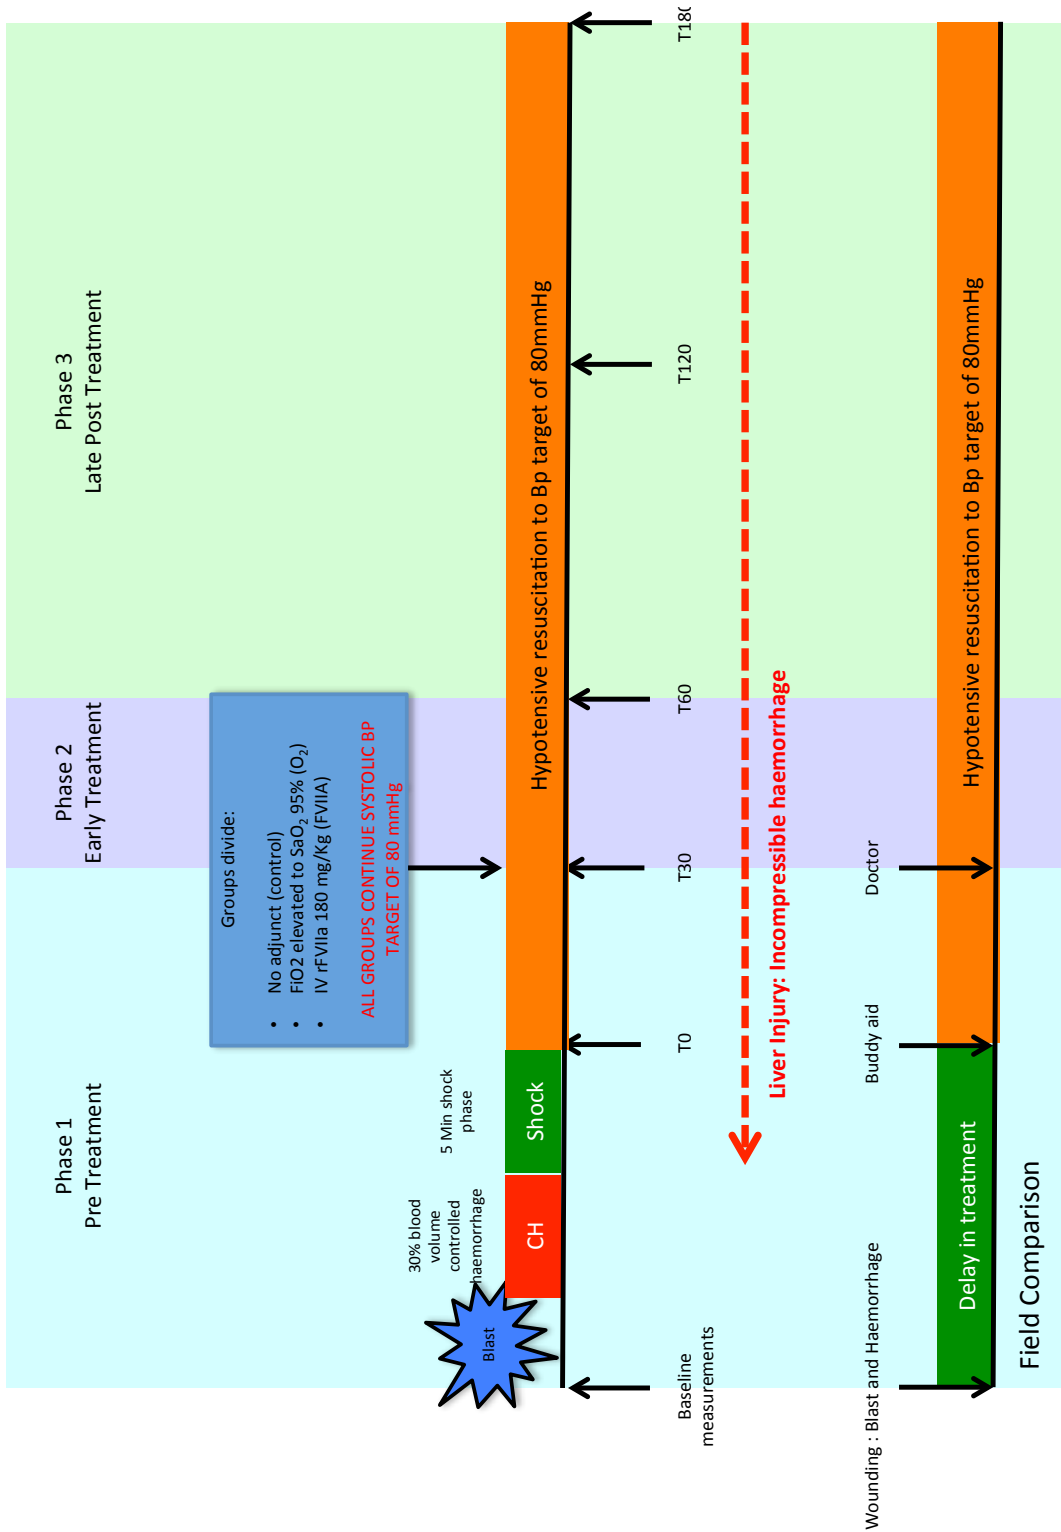 Phase 1
Pre Treatment
Phase 2
Early Treatment
Phase 3
Late Post Treatment
Groups divide:
• No adjunct (control)
• FiO2 elevated to SaO₂ 95% (O₂)
• IV rFVIIa 180 mg/Kg (FVIIA)
ALL GROUPS CONTINUE SYSTOLIC BP
TARGET OF 80 mmHg
30% blood
volume
controlled
haemorrhage
5 Min shock
phase
Blast
CH
Shock
Hypotensive resuscitation to Bp target of 80mmHg
Baseline
measurements
T0
T30
T60
T120
T180
Liver Injury: Incompressible haemorrhage
Wounding : Blast and Haemorrhage
Buddy aid
Doctor
Delay in treatment
Hypotensive resuscitation to Bp target of 80mmHg
Field Comparison